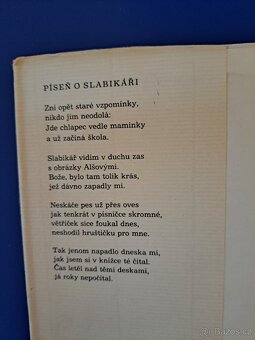 PÍSEŇ O SLABIKÁŘI
Zní opět staré vzpomínky,
nikdo jim neodolá:
Jde chlapec vedle maminky
a už začíná škola.
Slabikář vidím v duchu zas
s obrázky Alšovými.
Bože, bylo tam tolik krás,
jež dávno zapadly mi.
Neskáče pes už přes oves
jak tenkrát v písničce skromné,
větříček sice foukal dnes,
neshodil hruštičku pro mne.
Tak jenom napadlo dneska mi,
jak jsem si v knížce té čítal.
Čas letěl nad těmi deskami,
já roky nepočítal.
Bazos.cz